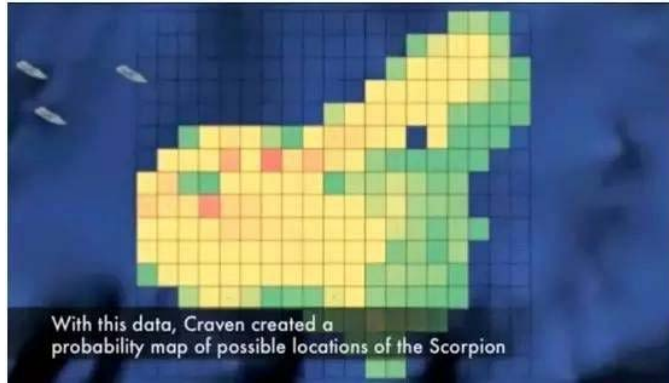 With this data, Craven created a
probability map of possible locations of the Scorpion